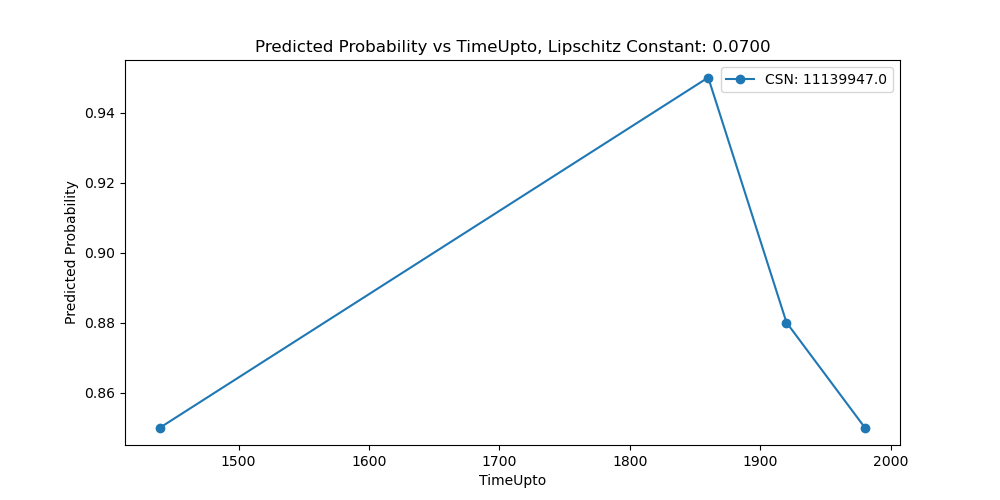 Predicted Probability vs TimeUpto, Lipschitz Constant: 0.0700
CSN: 11139947.0
Predicted Probability
0.94
0.92
0.90
0.88
0.86
1500 1600 1700 1800 1900 2000
TimeUpto